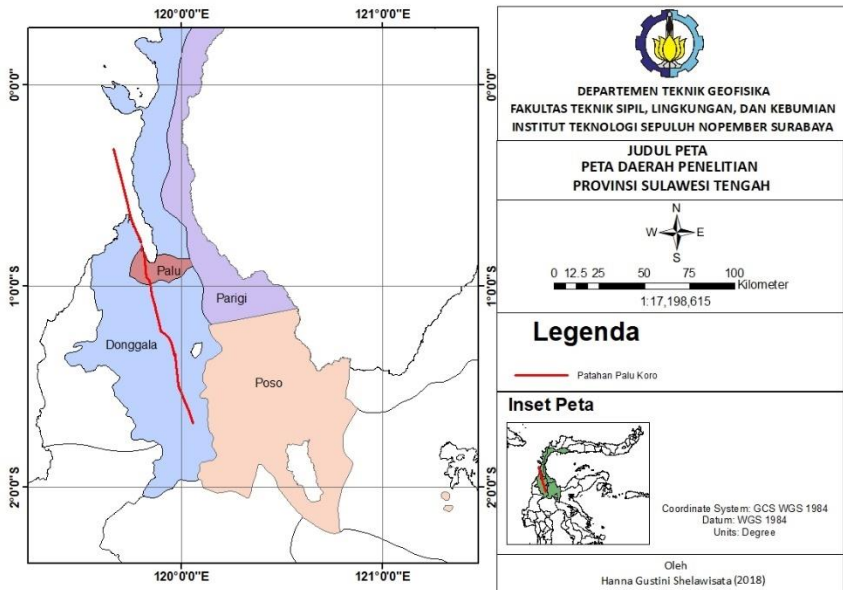 120°0'0"E
121°0'0"E
0°0'0"
0°0'0"
1°0'0"S
1°0'0"S
2°0'0"S
2°0'0"S
120°0'0"E
121°0'0"E
Palu
Parigi
Donggala
Poso
DEPARTEMEN TEKNIK GEOFISIKA
FAKULTAS TEKNIK SIPIL, LINGKUNGAN, DAN KEBUMIAN
INSTITUT TEKNOLOGI SEPULUH NOPEMBER SURABAYA
JUDUL PETA
PETA DAERAH PENELITIAN
PROVINSI SULAWESI TENGAH
N
W E
S
0 12.5 25 50 75 100
Kilometer
1:17,198,615
Legenda
Patahan Palu Koro
Inset Peta
Coordinate System: GCS WGS 1984
Datum: WGS 1984
Units: Degree
Oleh
Hanna Gustini Shelawisata (2018)